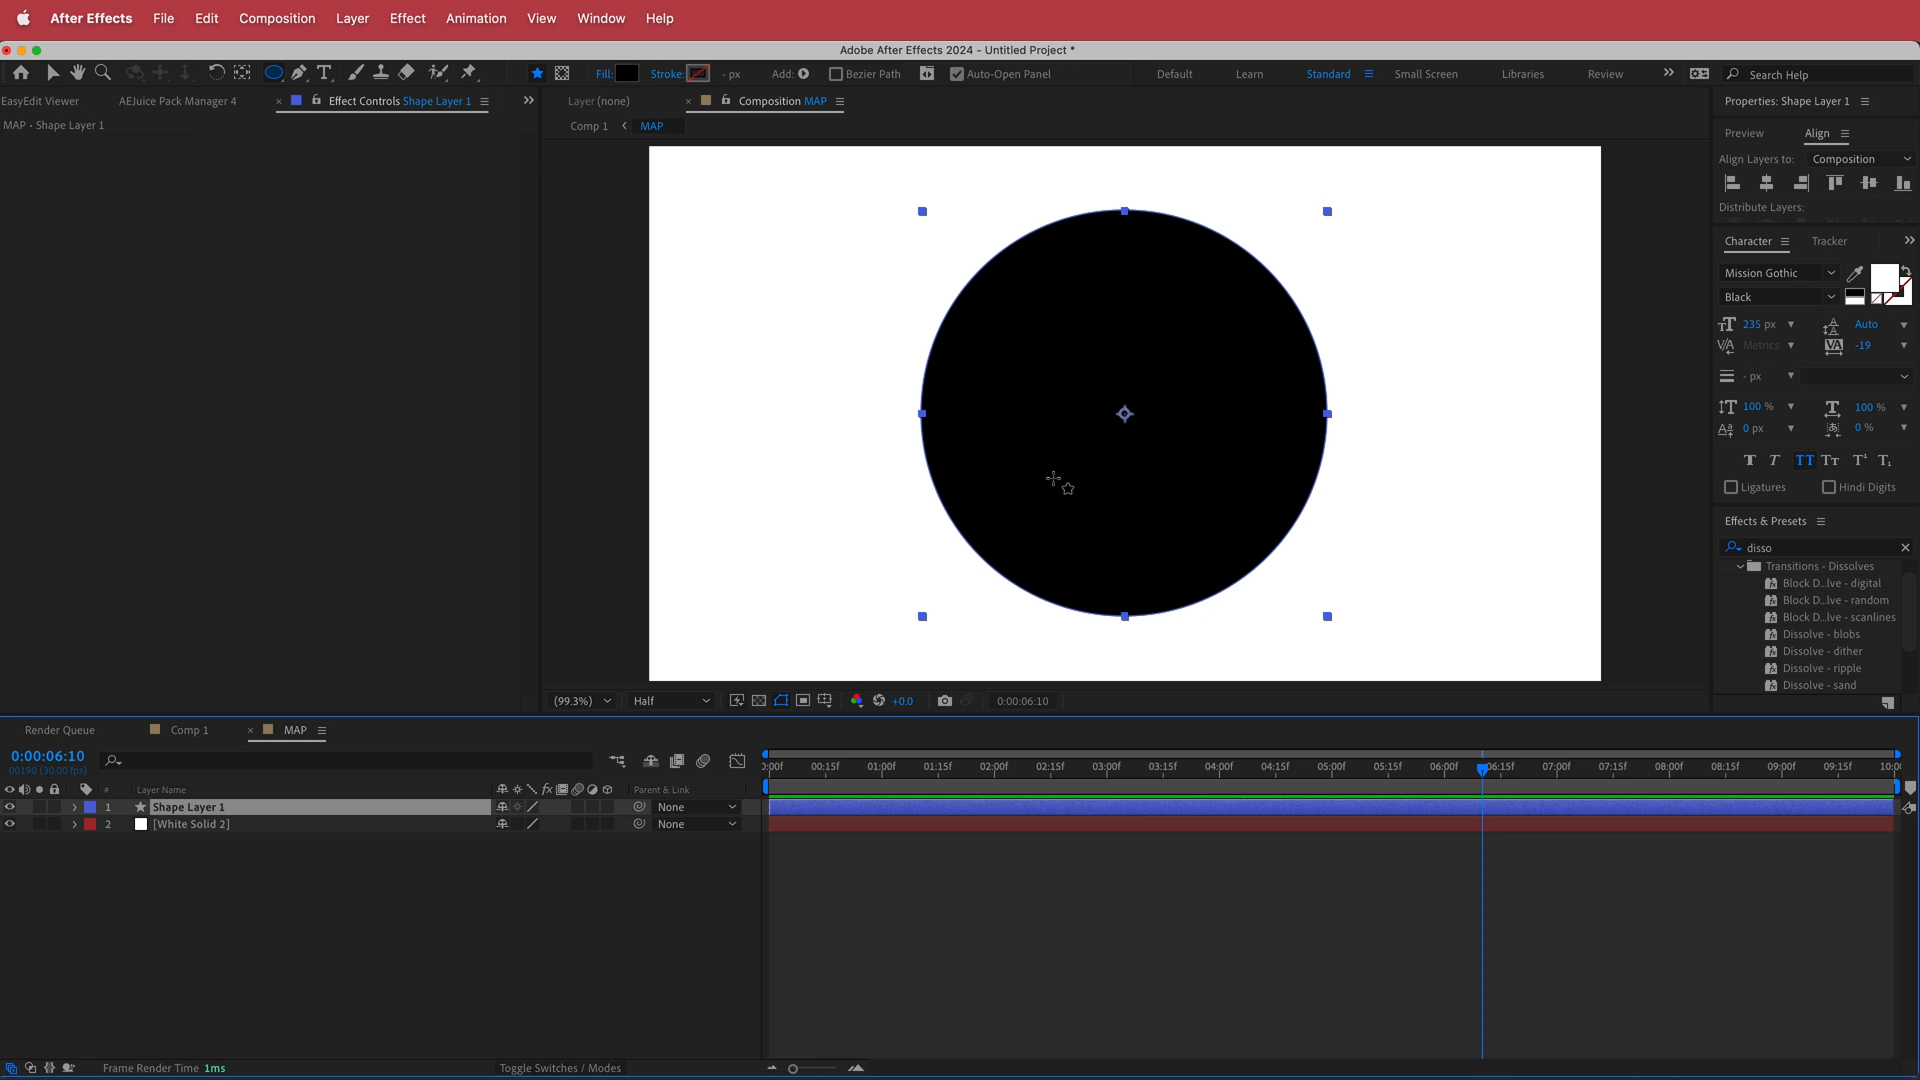 After Effects File Edit Composition Layer Effect Animation View Window Help
Adobe After Effects 2024 - Untitled Project *
Fill: Stroke: - px Add: Bezier Path Auto-Open Panel Default Learn Standard Small Screen Libraries Review Search Help
EasyEdit Viewer AEJuice Pack Manager 4 Effect Controls Shape Layer 1 Layer (none) Composition MAP Properties: Shape Layer 1
MAP • Shape Layer 1 Comp 1 MAP
Preview Align
Align Layers to: Composition
Distribute Layers:
Character Tracker
Mission Gothic
Black
235 px Auto
Metrics -19
- px
100 % 100 %
0 px 0 %
Ligatures Hindi Digits
Effects & Presets
disso
Transitions - Dissolves
Block D...lve - digital
Block D...lve - random
Block D...lve - scanlines
Dissolve - blobs
Dissolve - dither
Dissolve - ripple
Dissolve - sand
(99.3%) Half +0.0 0:00:06:10
Render Queue Comp 1 MAP
0:00:06:10
00190 (30.00 fps)
0:00f 00:15f 01:00f 01:15f 02:00f 02:15f 03:00f 03:15f 04:00f 04:15f 05:00f 05:15f 06:00f 06:15f 07:00f 07:15f 08:00f 08:15f 09:00f 09:15f 10:0
# Layer Name Parent & Link
1 Shape Layer 1 None
2 [White Solid 2] None
Frame Render Time 1ms Toggle Switches / Modes